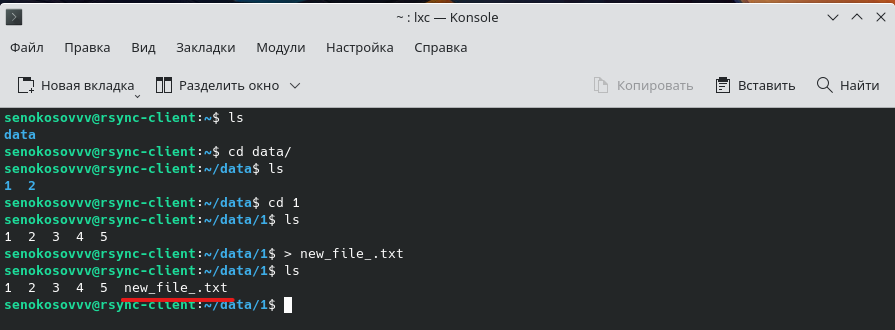 ~ : lxc — Konsole
Файл Правка Вид Закладки Модули Настройка Справка
Новая вкладка Разделить окно Копировать Вставить Найти
senokosovvv@rsync-client:~$ ls
data
senokosovvv@rsync-client:~$ cd data/
senokosovvv@rsync-client:~/data$ ls
1 2
senokosovvv@rsync-client:~/data$ cd 1
senokosovvv@rsync-client:~/data/1$ ls
1 2 3 4 5
senokosovvv@rsync-client:~/data/1$ > new_file_.txt
senokosovvv@rsync-client:~/data/1$ ls
1 2 3 4 5 new_file_.txt
senokosovvv@rsync-client:~/data/1$